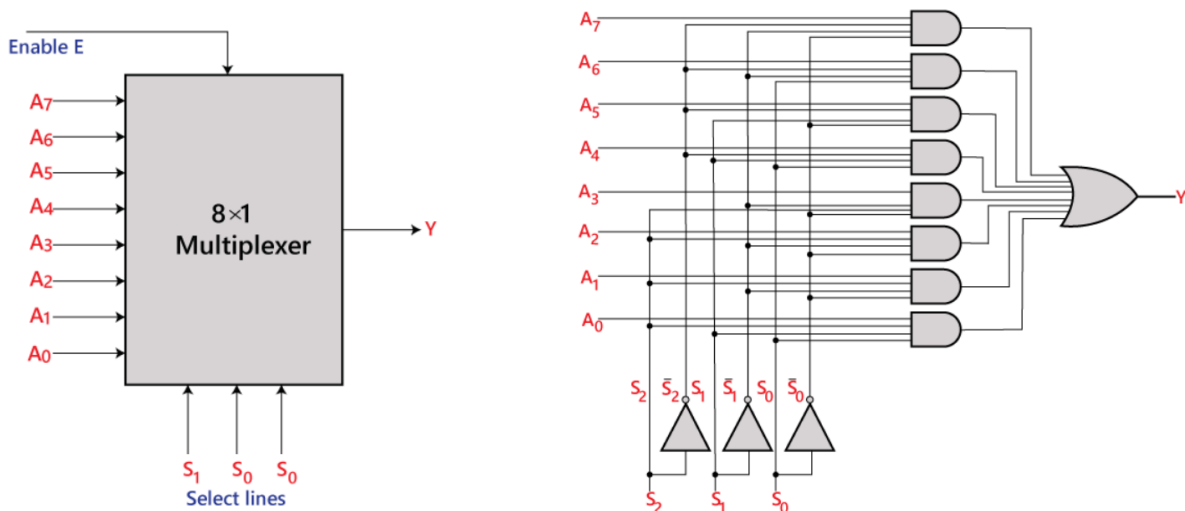 Enable E
A₇
A₆
A₅
A₄
A₃
A₂
A₁
A₀
8×1
Multiplexer
Y
S₁ S₀ S₀
Select lines
A₇
A₆
A₅
A₄
A₃
A₂
A₁
A₀
Y
S₂ S̅₂ S₁ S̅₁ S₀ S̅₀
S₂ S₁ S₀